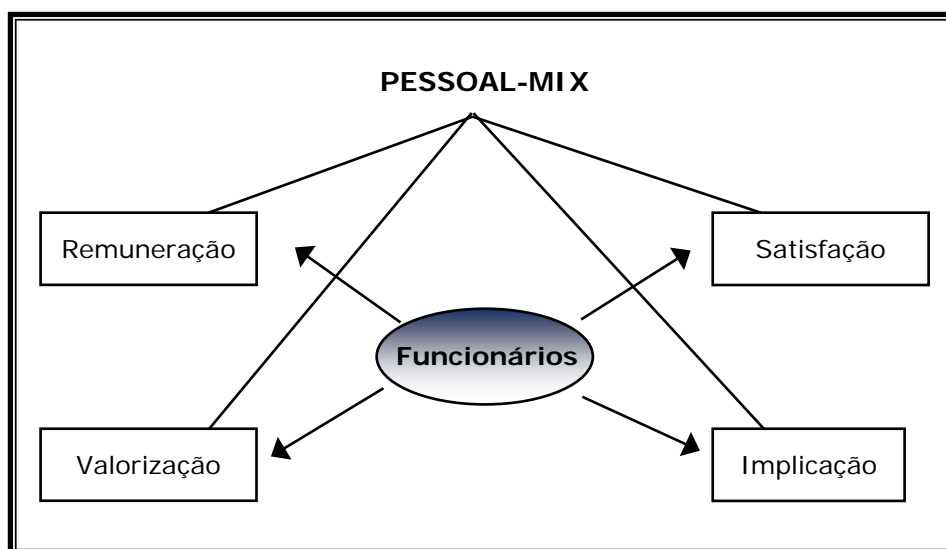 PESSOAL-MIX
Remuneração
Satisfação
Funcionários
Valorização
Implicação